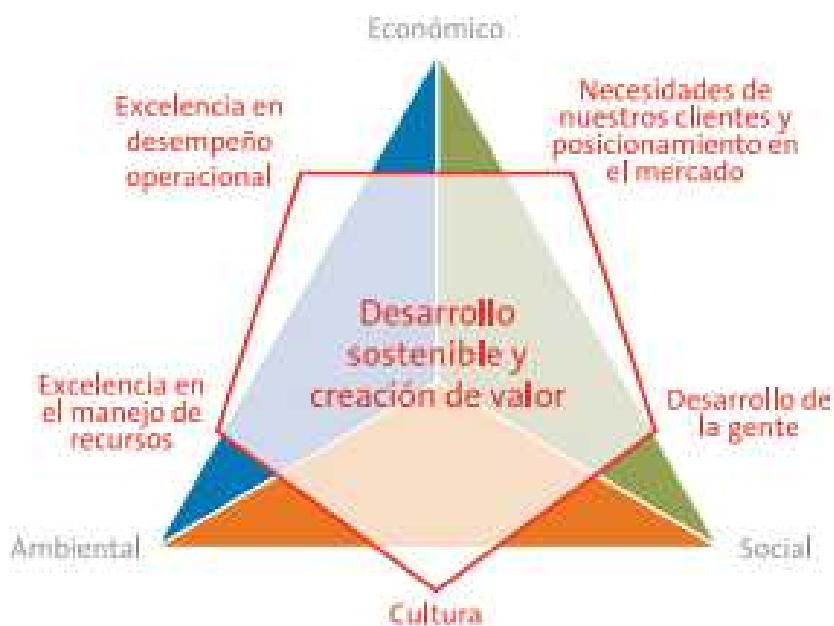 Económico
Excelencia en
desempeño
operacional
Necesidades de
nuestros clientes y
posicionamiento en
el mercado
Desarrollo
sostenible y
creación de valor
Excelencia en
el manejo de
recursos
Desarrollo de
la gente
Ambiental
Social
Cultura